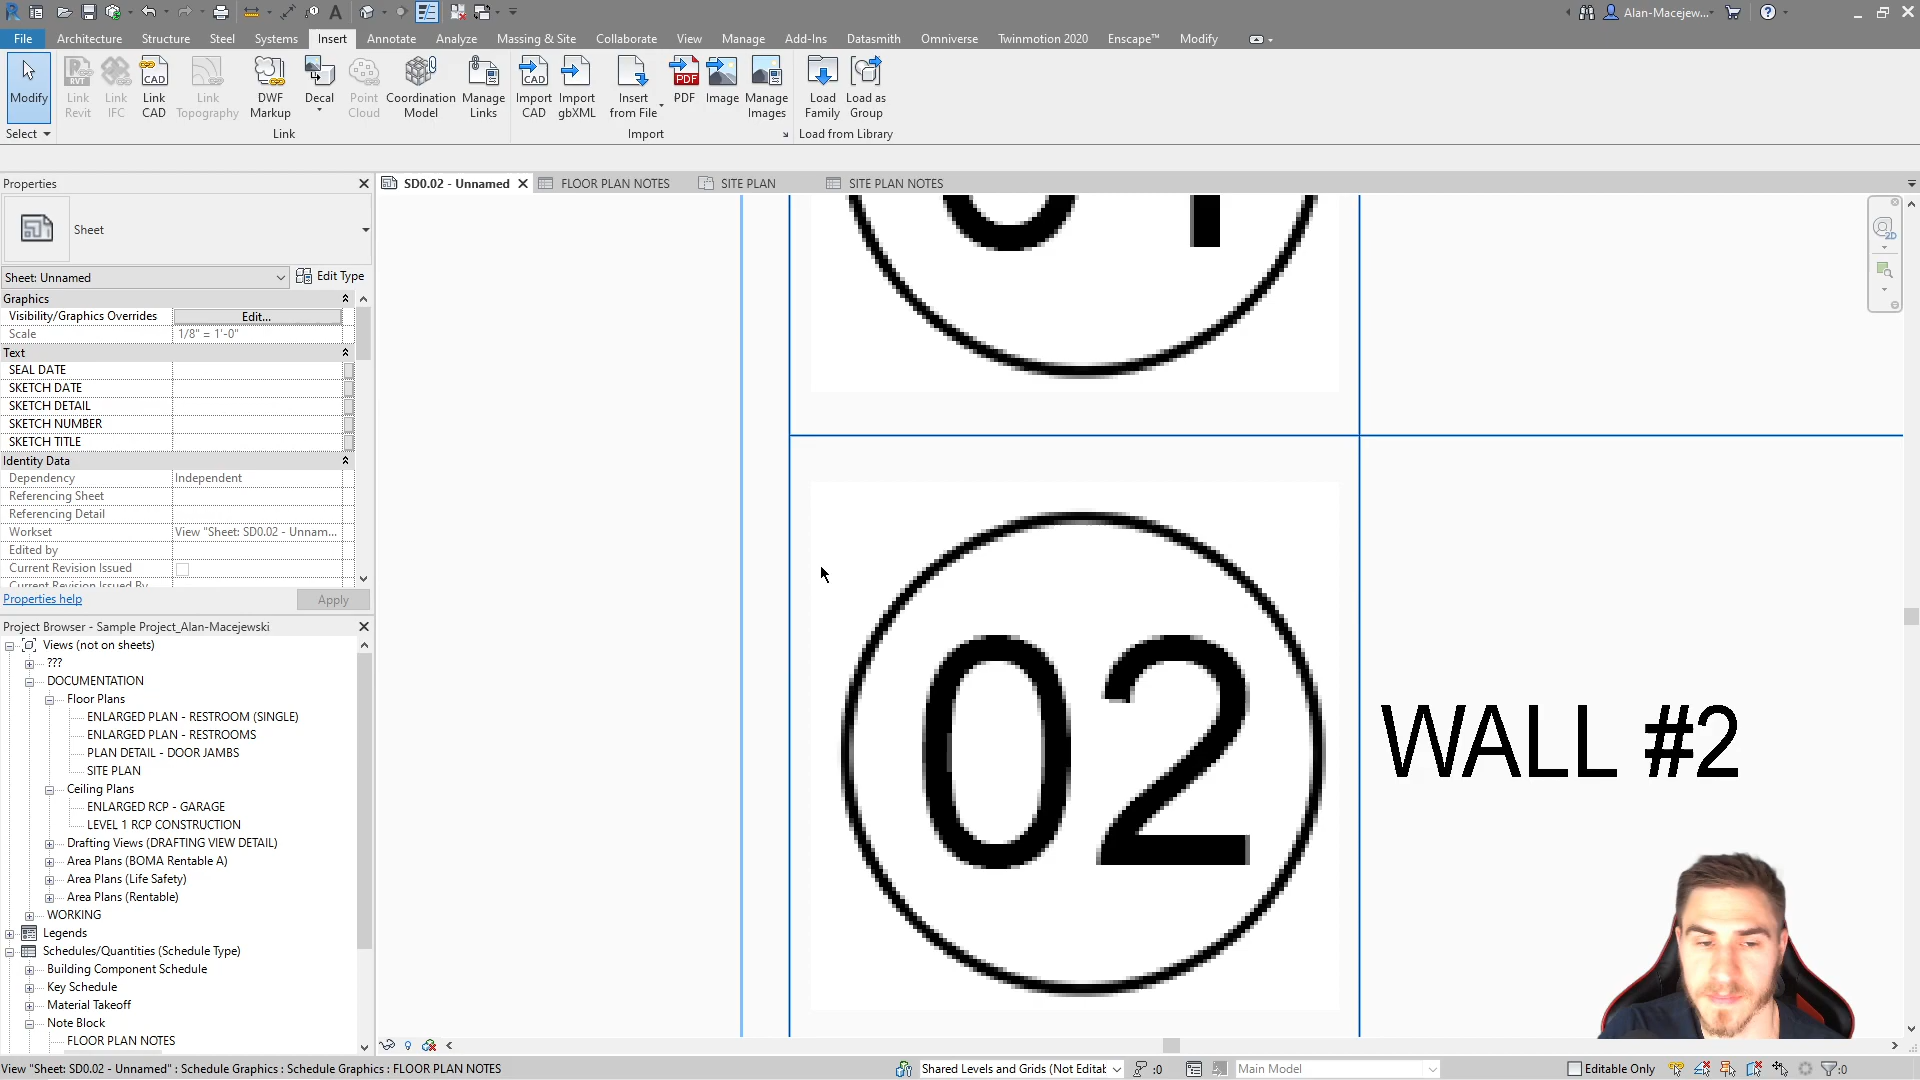 Alan-Macejew...
File Architecture Structure Steel Systems Insert Annotate Analyze Massing & Site Collaborate View Manage Add-Ins Datasmith Omniverse Twinmotion 2020 Enscape™ Modify
Modify
Link Revit
Link IFC
Link CAD
Link Topography
DWF Markup
Decal
Point Cloud
Coordination Model
Manage Links
Import CAD
Import gbXML
Insert from File
PDF
Image
Manage Images
Load Family
Load as Group
Select
Link
Import
Load from Library
Properties
SD0.02 - Unnamed
FLOOR PLAN NOTES
SITE PLAN
SITE PLAN NOTES
Sheet
Sheet: Unnamed
Edit Type
Graphics
Visibility/Graphics Overrides Edit...
Scale 1/8" = 1'-0"
Text
SEAL DATE
SKETCH DATE
SKETCH DETAIL
SKETCH NUMBER
SKETCH TITLE
Identity Data
Dependency Independent
Referencing Sheet
Referencing Detail
Workset View "Sheet: SD0.02 - Unnam...
Edited by
Current Revision Issued
Current Revision Issued By
Properties help
Apply
Project Browser - Sample Project_Alan-Macejewski
Views (not on sheets)
???
DOCUMENTATION
Floor Plans
ENLARGED PLAN - RESTROOM (SINGLE)
ENLARGED PLAN - RESTROOMS
PLAN DETAIL - DOOR JAMBS
SITE PLAN
Ceiling Plans
ENLARGED RCP - GARAGE
LEVEL 1 RCP CONSTRUCTION
Drafting Views (DRAFTING VIEW DETAIL)
Area Plans (BOMA Rentable A)
Area Plans (Life Safety)
Area Plans (Rentable)
WORKING
Legends
Schedules/Quantities (Schedule Type)
Building Component Schedule
Key Schedule
Material Takeoff
Note Block
FLOOR PLAN NOTES
01
02
WALL #2
View "Sheet: SD0.02 - Unnamed" : Schedule Graphics : Schedule Graphics : FLOOR PLAN NOTES
Shared Levels and Grids (Not Editab
:0
Main Model
Editable Only
:0